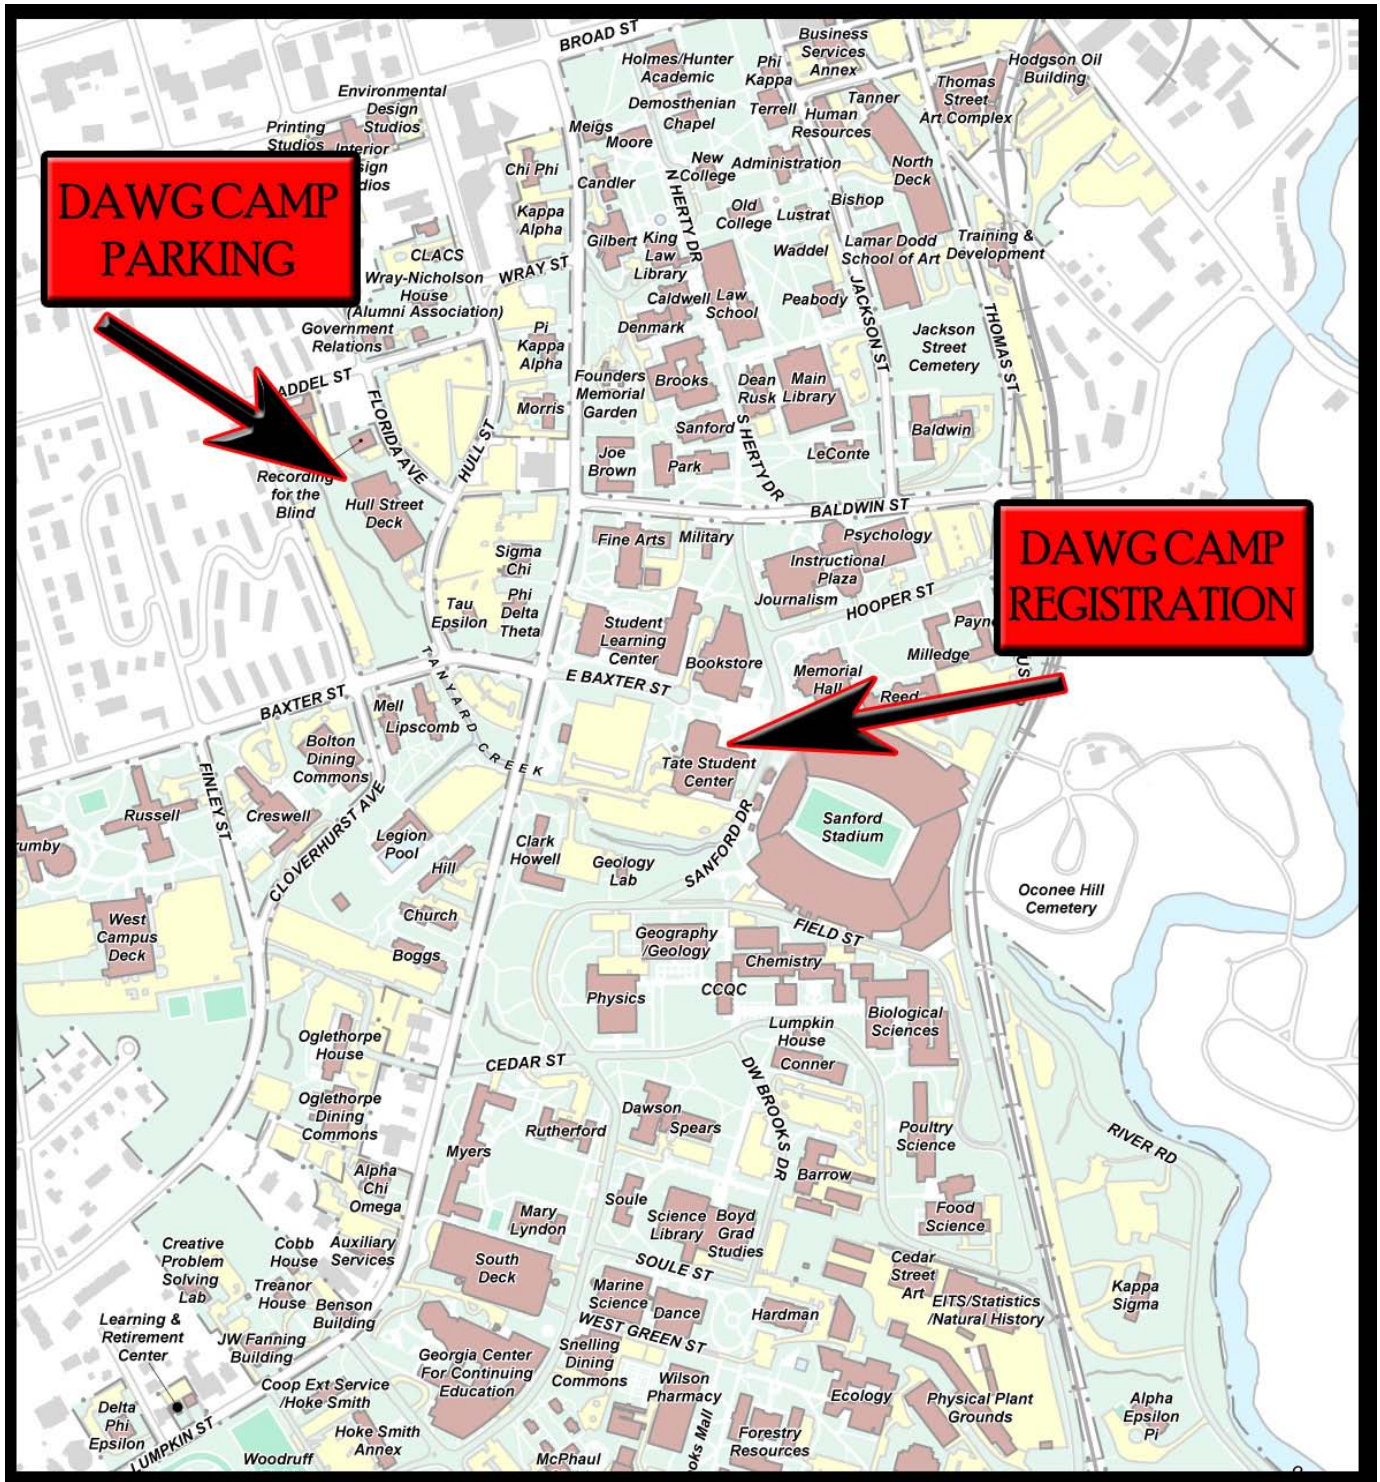 BROAD ST
Holmes/Hunter
Academic
Phi
Kappa
Business
Services
Annex
Hodgson Oil
Building
Thomas
Street
Art Complex
Environmental
Design
Studios
Printing
Studios
Interior
Demosthenian
Chapel
Terrell
Human
Resources
Tanner
Meigs
Moore
New
College
Administration
North
Deck
Chi Phi
Candler
N HERTY DR
Old
College
Lustrat
Bishop
Kappa
Alpha
Gilbert
King
Law
Library
Waddel
Lamar Dodd
School of Art
Training &
Development
DAWG CAMP
PARKING
CLACS
Wray-Nicholson
House
(Alumni Association)
WRAY ST
Government
Relations
Caldwell
Law
School
Peabody
JACKSON ST
THOMAS ST
Denmark
Pi
Kappa
Alpha
Jackson
Street
Cemetery
ADDEL ST
FLORIDA AVE
HULL ST
Founders
Memorial
Garden
Brooks
Dean
Rusk
Main
Library
Morris
Sanford
S HERTY DR
Baldwin
Joe
Brown
Park
LeConte
Recording
for the
Blind
Hull Street
Deck
BALDWIN ST
Sigma
Chi
Fine Arts
Military
Psychology
Instructional
Plaza
Journalism
HOOPER ST
DAWG CAMP
REGISTRATION
Tau
Epsilon
Phi
Delta
Theta
Student
Learning
Center
Bookstore
Milledge
Memorial
Hall
Reed
TANYARD CREEK
E BAXTER ST
BAXTER ST
Mell
Lipscomb
Bolton
Dining
Commons
Tate Student
Center
FINLEY ST
Russell
Creswell
CLOVERHURST AVE
Legion
Pool
Hill
Clark
Howell
Geology
Lab
SANFORD DR
Sanford
Stadium
Oconee Hill
Cemetery
West
Campus
Deck
Church
Boggs
Geography
/Geology
FIELD ST
Chemistry
CCQC
Physics
Biological
Sciences
Lumpkin
House
Conner
Oglethorpe
House
CEDAR ST
DW BROOKS DR
Oglethorpe
Dining
Commons
Dawson
Spears
Rutherford
Poultry
Science
RIVER RD
Myers
Alpha
Chi
Omega
Barrow
Soule
Mary
Lyndon
Science
Library
Boyd
Grad
Studies
Food
Science
Creative
Problem
Solving
Lab
Cobb
House
Auxiliary
Services
South
Deck
SOULE ST
Cedar
Street
Art
Treanor
House
Benson
Building
Marine
Science
Dance
Hardman
EITS/Statistics
/Natural History
Kappa
Sigma
Learning &
Retirement
Center
JW Fanning
Building
WEST GREEN ST
Georgia Center
For Continuing
Education
Snelling
Dining
Commons
Wilson
Pharmacy
Ecology
Physical Plant
Grounds
Coop Ext Service
/Hoke Smith
Delta
Phi
Epsilon
LUMPKIN ST
Hoke Smith
Annex
Woodruff
McPhaul
Forestry
Resources
Alpha
Epsilon
Pi